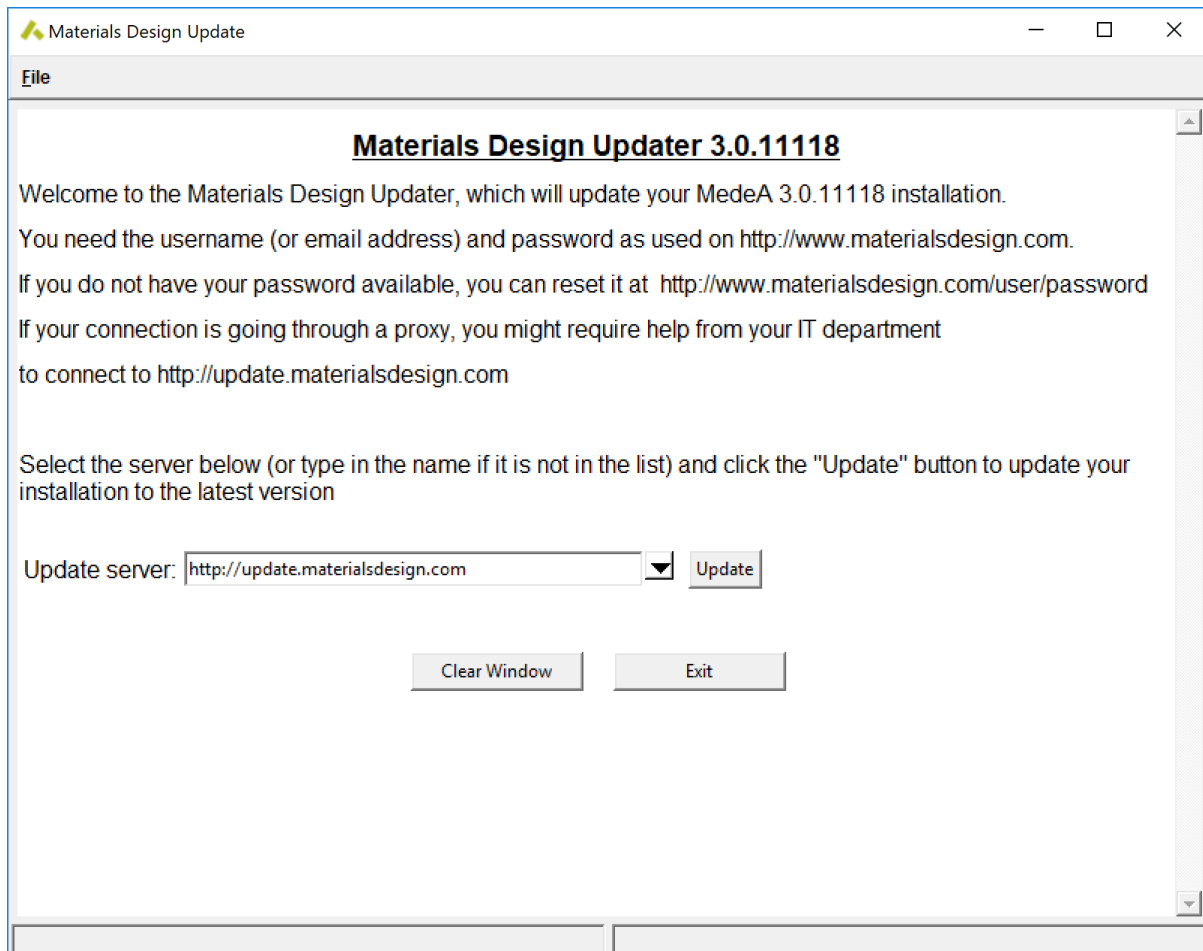 Materials Design Update
File
Materials Design Updater 3.0.11118
Welcome to the Materials Design Updater, which will update your MedeA 3.0.11118 installation.
You need the username (or email address) and password as used on http://www.materialsdesign.com.
If you do not have your password available, you can reset it at  http://www.materialsdesign.com/user/password
If your connection is going through a proxy, you might require help from your IT department
to connect to http://update.materialsdesign.com
Select the server below (or type in the name if it is not in the list) and click the "Update" button to update your
installation to the latest version
Update server: http://update.materialsdesign.com Update
Clear Window Exit